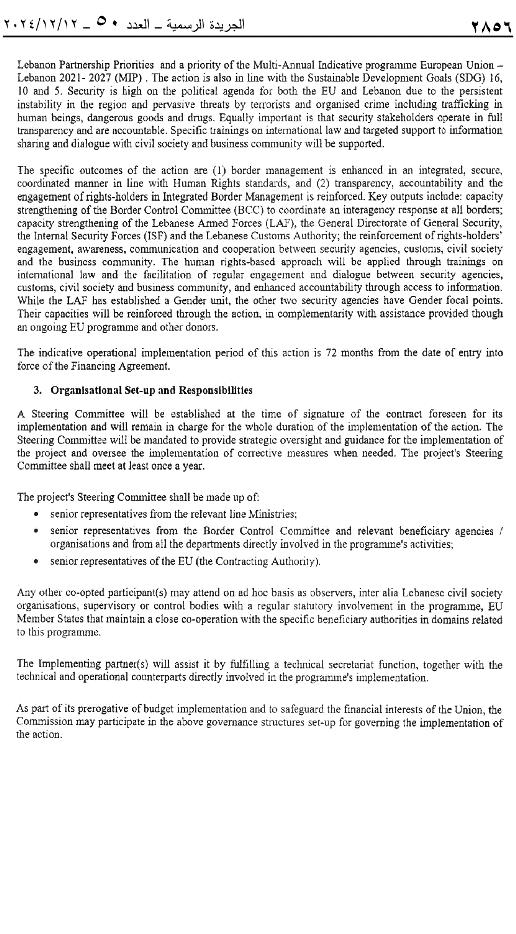 ٢٨٥٦ الجريدة الرسمية – العدد ٥٠ – ٢٠٢٤/١٢/١٢
Lebanon Partnership Priorities and a priority of the Multi-Annual Indicative programme European Union –
Lebanon 2021- 2027 (MIP) . The action is also in line with the Sustainable Development Goals (SDG) 16,
10 and 5. Security is high on the political agenda for both the EU and Lebanon due to the persistent
instability in the region and pervasive threats by terrorists and organised crime including trafficking in
human beings, dangerous goods and drugs. Equally important is that security stakeholders operate in full
transparency and are accountable. Specific trainings on international law and targeted support to information
sharing and dialogue with civil society and business community will be supported.
The specific outcomes of the action are (1) border management is enhanced in an integrated, secure,
coordinated manner in line with Human Rights standards, and (2) transparency, accountability and the
engagement of rights-holders in Integrated Border Management is reinforced. Key outputs include: capacity
strengthening of the Border Control Committee (BCC) to coordinate an interagency response at all borders;
capacity strengthening of the Lebanese Armed Forces (LAF), the General Directorate of General Security,
the Internal Security Forces (ISF) and the Lebanese Customs Authority; the reinforcement of rights-holders'
engagement, awareness, communication and cooperation between security agencies, customs, civil society
and the business community. The human rights-based approach will be applied through trainings on
international law and the facilitation of regular engagement and dialogue between security agencies,
customs, civil society and business community, and enhanced accountability through access to information.
While the LAF has established a Gender unit, the other two security agencies have Gender focal points.
Their capacities will be reinforced through the action, in complementarity with assistance provided though
an ongoing EU programme and other donors.
The indicative operational implementation period of this action is 72 months from the date of entry into
force of the Financing Agreement.
3. Organisational Set-up and Responsibilities
A Steering Committee will be established at the time of signature of the contract foreseen for its
implementation and will remain in charge for the whole duration of the implementation of the action. The
Steering Committee will be mandated to provide strategic oversight and guidance for the implementation of
the project and oversee the implementation of corrective measures when needed. The project's Steering
Committee shall meet at least once a year.
The project's Steering Committee shall be made up of:
• senior representatives from the relevant line Ministries;
• senior representatives from the Border Control Committee and relevant beneficiary agencies /
organisations and from all the departments directly involved in the programme's activities;
• senior representatives of the EU (the Contracting Authority).
Any other co-opted participant(s) may attend on ad hoc basis as observers, inter alia Lebanese civil society
organisations, supervisory or control bodies with a regular statutory involvement in the programme, EU
Member States that maintain a close co-operation with the specific beneficiary authorities in domains related
to this programme.
The Implementing partner(s) will assist it by fulfilling a technical secretariat function, together with the
technical and operational counterparts directly involved in the programme's implementation.
As part of its prerogative of budget implementation and to safeguard the financial interests of the Union, the
Commission may participate in the above governance structures set-up for governing the implementation of
the action.